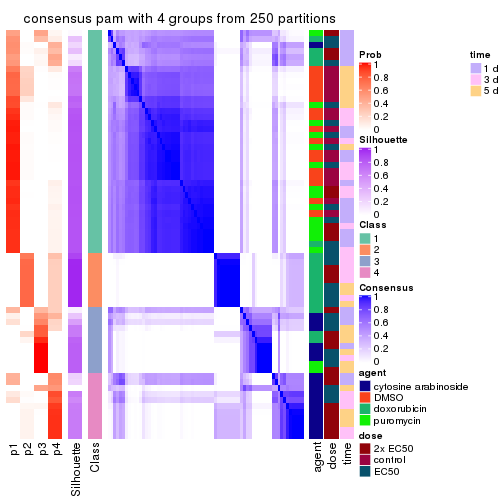 consensus pam with 4 groups from 250 partitions
Prob
1
0.8
0.6
0.4
0.2
0
time
1 d
3 d
5 d
Silhouette
1
0.8
0.6
0.4
0.2
0
Class
1
2
3
4
Consensus
1
0.8
0.6
0.4
0.2
0
agent
cytosine arabinoside
DMSO
doxorubicin
puromycin
dose
2x EC50
control
EC50
p1
p2
p3
p4
Silhouette
Class
agent
dose
time